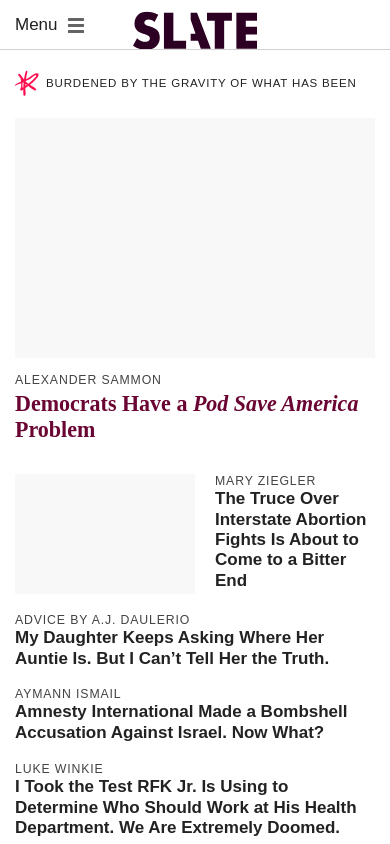 Menu
SLATE
BURDENED BY THE GRAVITY OF WHAT HAS BEEN
ALEXANDER SAMMON
Democrats Have a Pod Save America
Problem
MARY ZIEGLER
The Truce Over
Interstate Abortion
Fights Is About to
Come to a Bitter
End
ADVICE BY A.J. DAULERIO
My Daughter Keeps Asking Where Her
Auntie Is. But I Can’t Tell Her the Truth.
AYMANN ISMAIL
Amnesty International Made a Bombshell
Accusation Against Israel. Now What?
LUKE WINKIE
I Took the Test RFK Jr. Is Using to
Determine Who Should Work at His Health
Department. We Are Extremely Doomed.